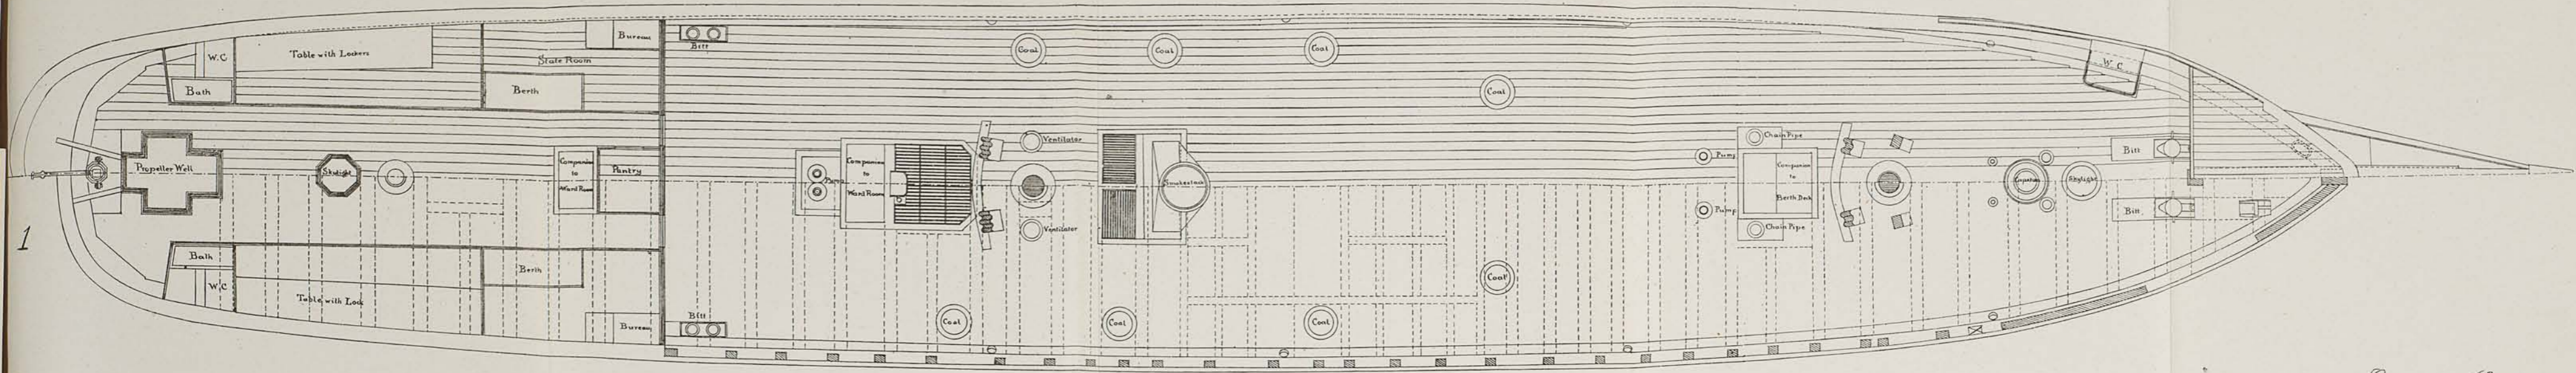 Bureau
Bitt
W.C
Table with Lockers
State Room
Coal
Coal
Coal
W C
Bath
Berth
Coal
Ventilator
Chain Pipe
Propeller Well
Skylight
Companion
to
Ward Room
Pantry
Pump
Companion
to
Ward Room
Smokestack
Pump
Companion
to
Berth Deck
Capstan
Skylight
Bitt
Pump
Bitt
Ventilator
Chain Pipe
Bath
Berth
W.C
Table with Lock
Coal
Bitt
Bureau
Coal
Coal
Coal
1